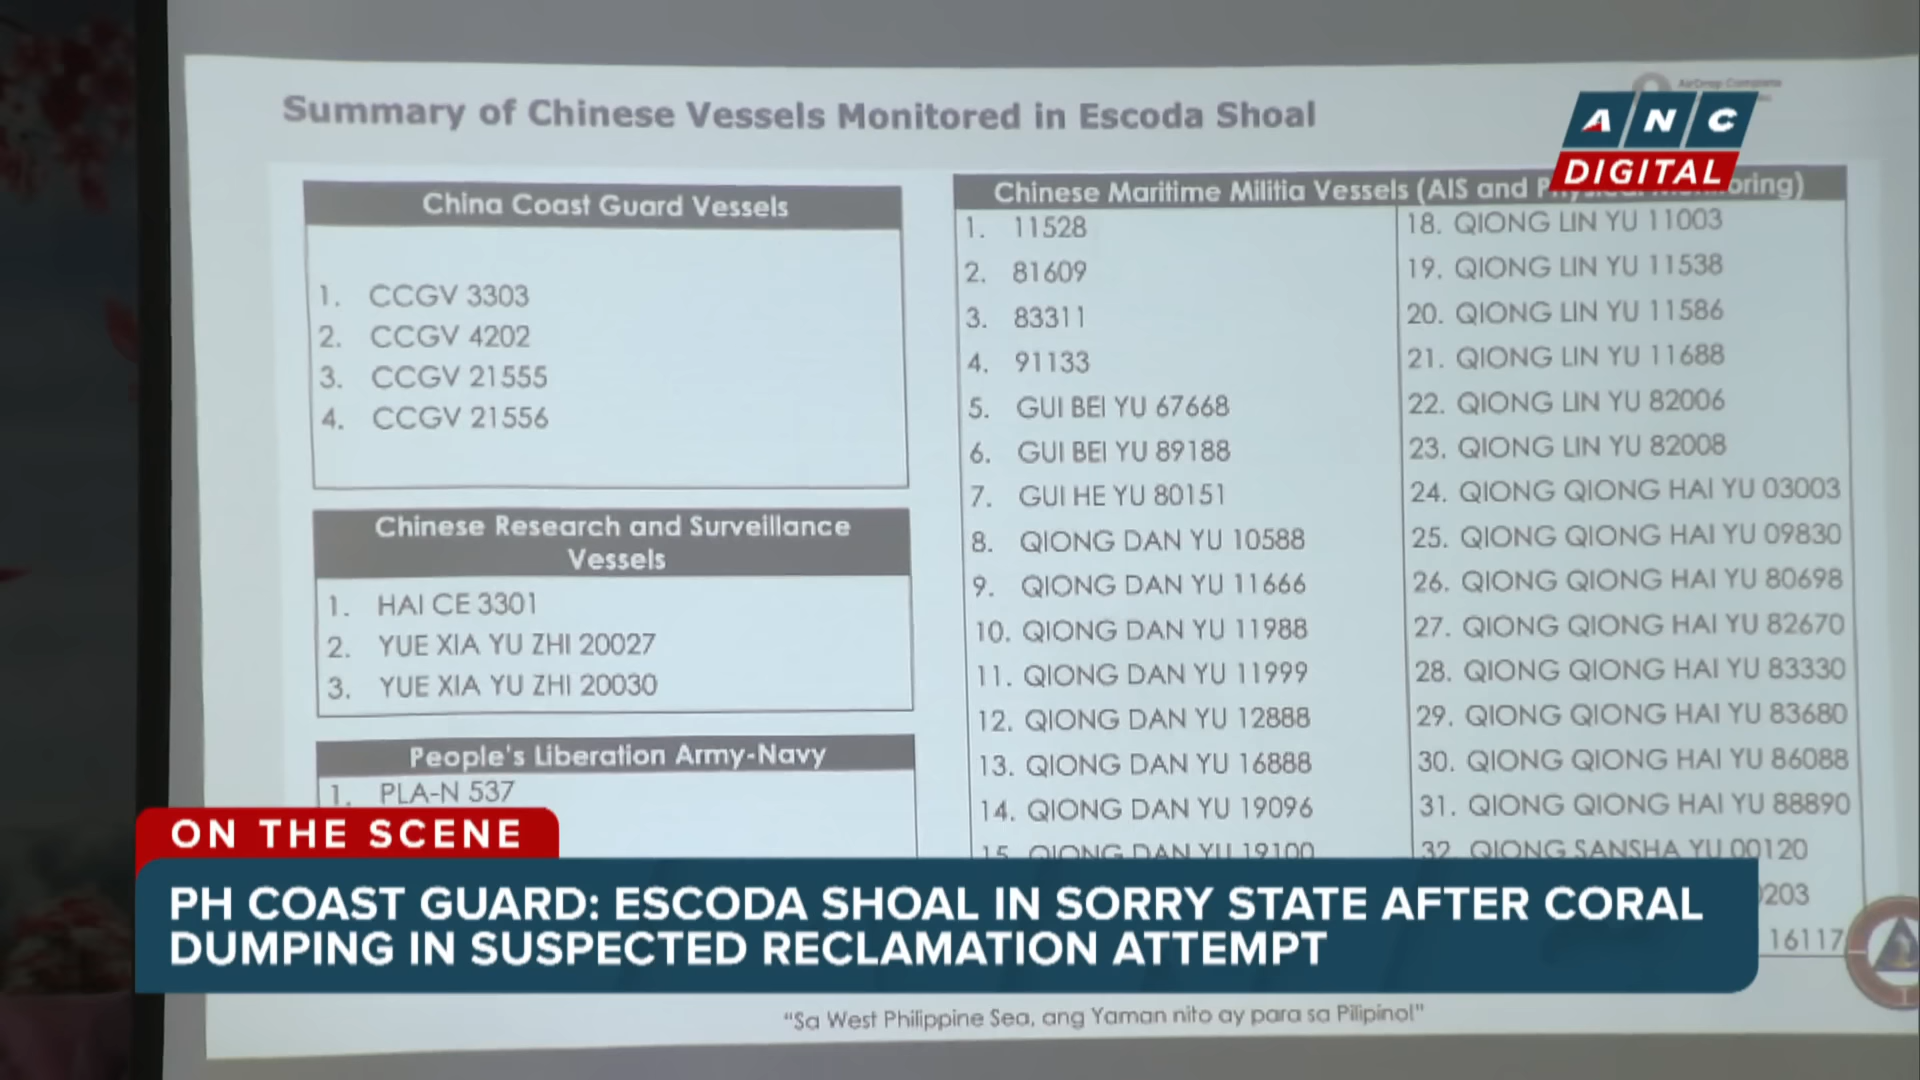 Summary of Chinese Vessels Monitored in Escoda Shoal
ANC
DIGITAL
China Coast Guard Vessels
1. CCGV 3303
2. CCGV 4202
3. CCGV 21555
4. CCGV 21556
Chinese Research and Surveillance
Vessels
1. HAI CE 3301
2. YUE XIA YU ZHI 20027
3. YUE XIA YU ZHI 20030
People's Liberation Army-Navy
1. PLA-N 537
Chinese Maritime Militia Vessels (AIS and
1. 11528
2. 81609
3. 83311
4. 91133
5. GUI BEI YU 67668
6. GUI BEI YU 89188
7. GUI HE YU 80151
8. QIONG DAN YU 10588
9. QIONG DAN YU 11666
10. QIONG DAN YU 11988
11. QIONG DAN YU 11999
12. QIONG DAN YU 12888
13. QIONG DAN YU 16888
14. QIONG DAN YU 19096
15. QIONG DAN YU 19100
18. QIONG LIN YU 11003
19. QIONG LIN YU 11538
20. QIONG LIN YU 11586
21. QIONG LIN YU 11688
22. QIONG LIN YU 82006
23. QIONG LIN YU 82008
24. QIONG QIONG HAI YU 03003
25. QIONG QIONG HAI YU 09830
26. QIONG QIONG HAI YU 80698
27. QIONG QIONG HAI YU 82670
28. QIONG QIONG HAI YU 83330
29. QIONG QIONG HAI YU 83680
30. QIONG QIONG HAI YU 86088
31. QIONG QIONG HAI YU 88890
32. QIONG SANSHA YU 00120
16117
ON THE SCENE
PH COAST GUARD: ESCODA SHOAL IN SORRY STATE AFTER CORAL
DUMPING IN SUSPECTED RECLAMATION ATTEMPT
"Sa West Philippine Sea, ang Yaman nito ay para sa Pilipino!"